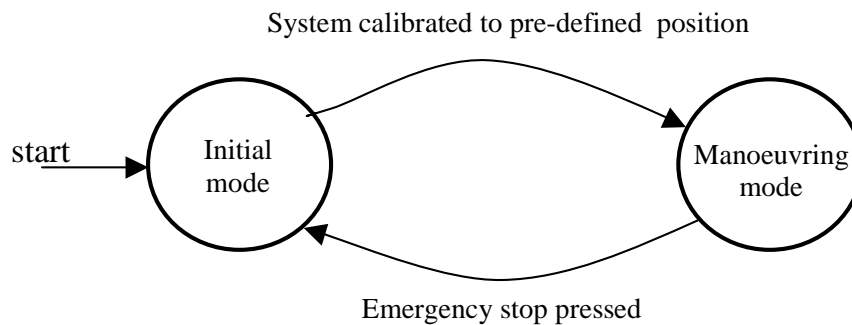 System calibrated to pre-defined position
start
Initial
mode
Manoeuvring
mode
Emergency stop pressed